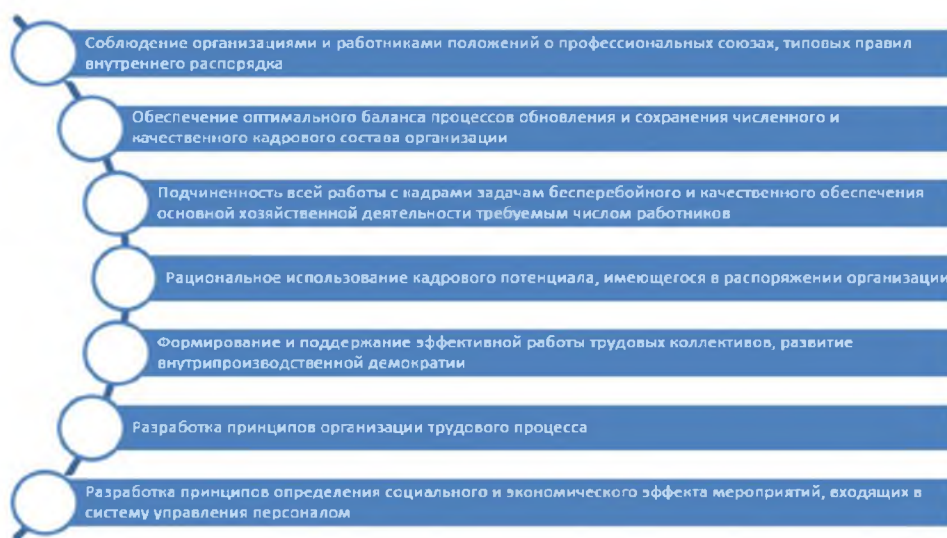 Соблюдение организациями и работниками положений о профессиональных союзах, типовых правил
внутреннего распорядка
Обеспечение оптимального баланса процессов обновления и сохранения численного и
качественного кадрового состава организации
Подчиненность всей работы с кадрами задачам бесперебойного и качественного обеспечения
основной хозяйственной деятельности требуемым числом работников
Рациональное использование кадрового потенциала, имеющегося в распоряжении организации
Формирование и поддержание эффективной работы трудовых коллективов, развитие
внутрипроизводственной демократии
Разработка принципов организации трудового процесса
Разработка принципов определения социального и экономического эффекта мероприятий, входящих в
систему управления персоналом